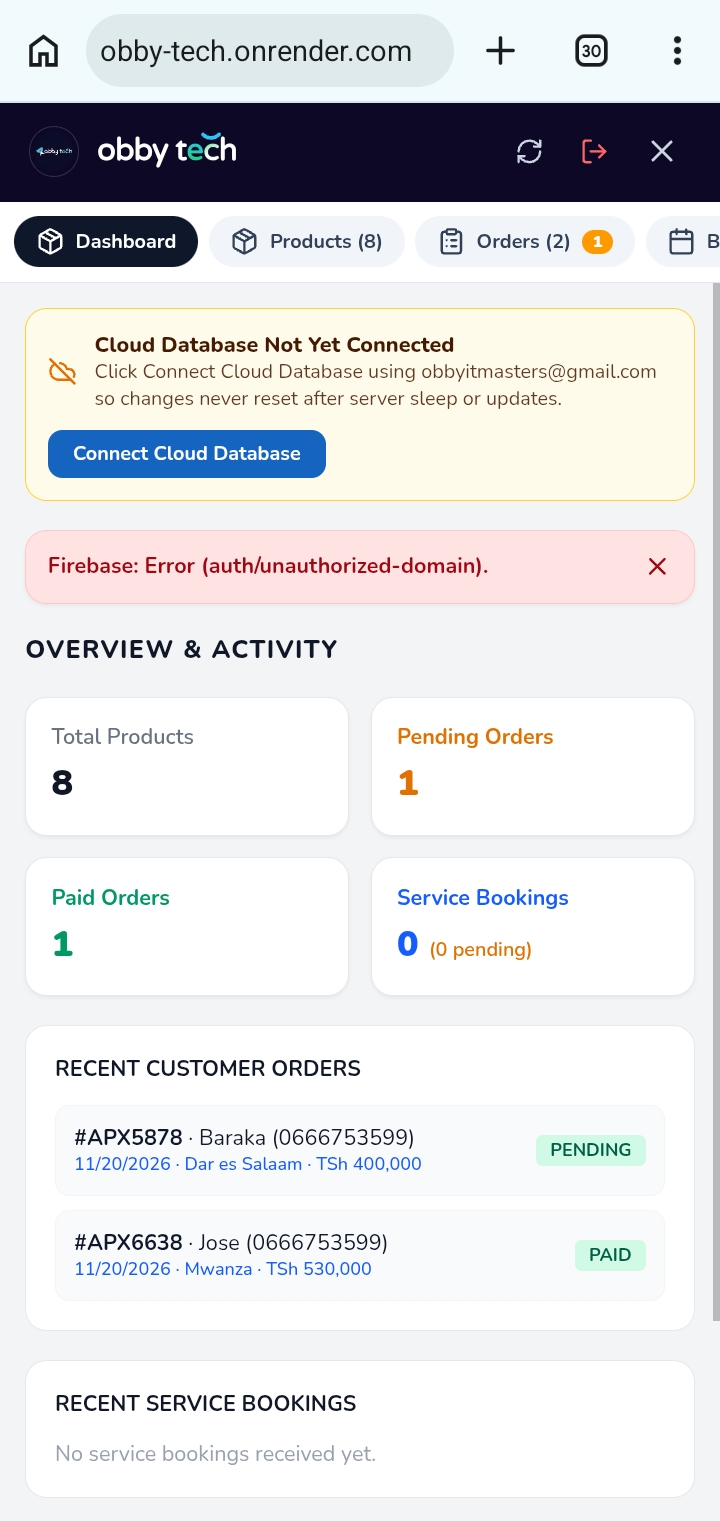 obby-tech.onrender.com
30
obby tech
obby tech
Dashboard
Products (8)
Orders (2) 1
B
Cloud Database Not Yet Connected
Click Connect Cloud Database using obbyitmasters@gmail.com
so changes never reset after server sleep or updates.
Connect Cloud Database
Firebase: Error (auth/unauthorized-domain).
OVERVIEW & ACTIVITY
Total Products
8
Pending Orders
1
Paid Orders
1
Service Bookings
0 (0 pending)
RECENT CUSTOMER ORDERS
#APX5878 · Baraka (0666753599)
11/20/2026 · Dar es Salaam · TSh 400,000
PENDING
#APX6638 · Jose (0666753599)
11/20/2026 · Mwanza · TSh 530,000
PAID
RECENT SERVICE BOOKINGS
No service bookings received yet.